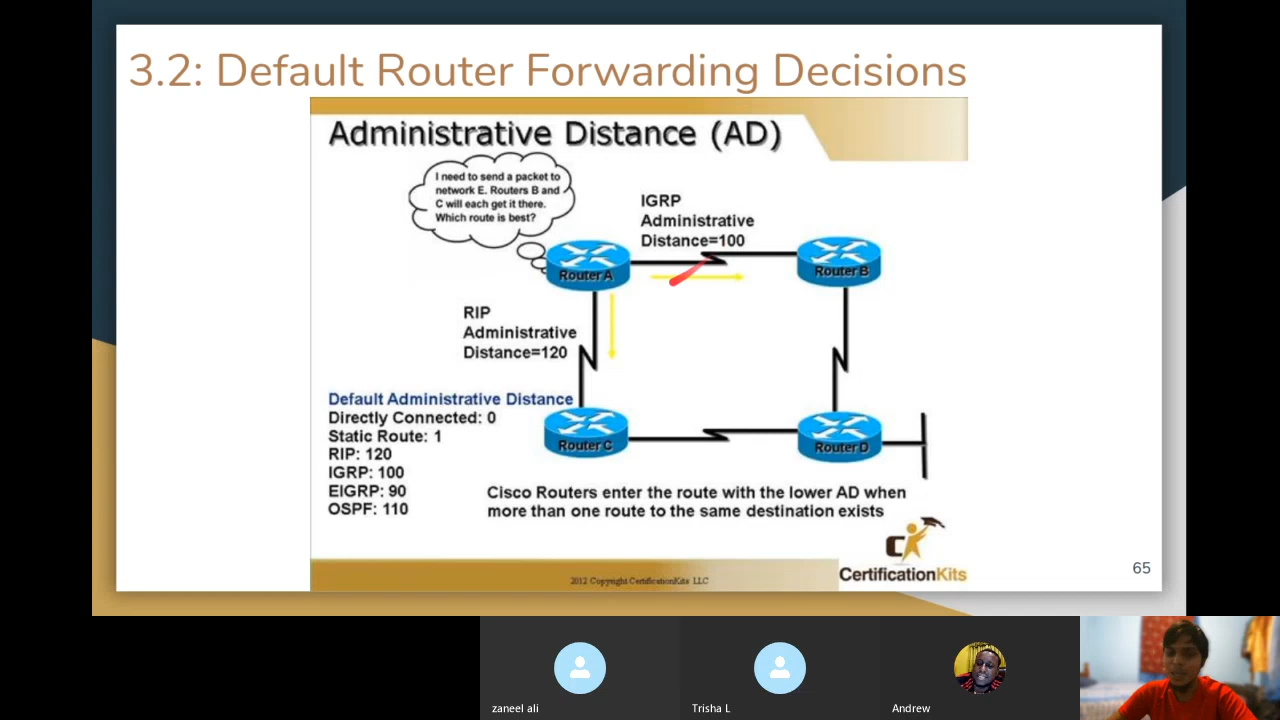 3.2: Default Router Forwarding Decisions
Administrative Distance (AD)
I need to send a packet to
network E. Routers B and
C will each get it there.
Which route is best?
IGRP
Administrative
Distance=100
Router A
Router B
RIP
Administrative
Distance=120
Default Administrative Distance
Directly Connected: 0
Static Route: 1
RIP: 120
IGRP: 100
EIGRP: 90
OSPF: 110
Router C
Router D
Cisco Routers enter the route with the lower AD when
more than one route to the same destination exists
CK
CertificationKits
2012 Copyright CertificationKits LLC
65
zaneel ali
Trisha L
Andrew